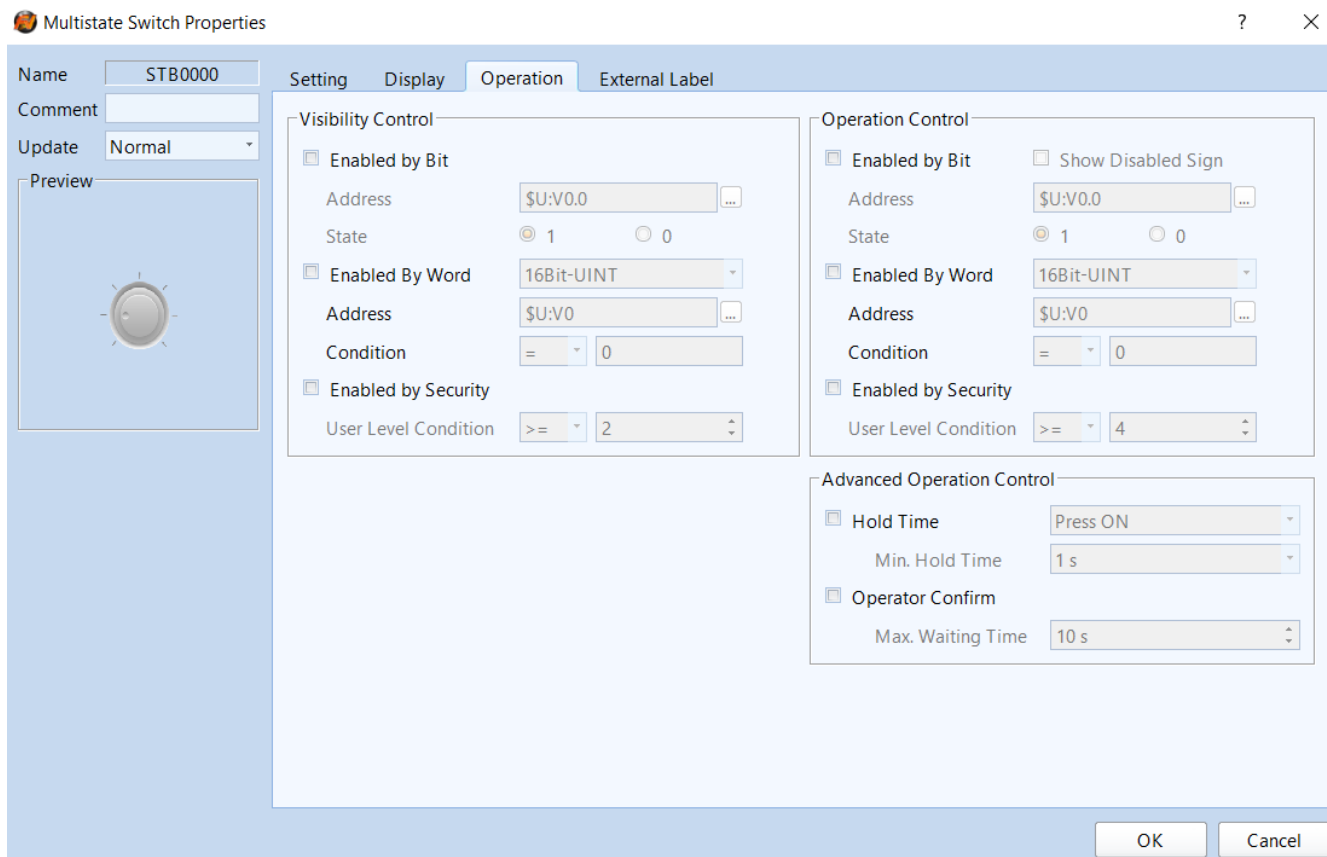 Multistate Switch Properties
?
Name STB0000
Comment
Update Normal
Preview
Setting Display Operation External Label
Visibility Control
Enabled by Bit
Address $U:V0.0 ...
State 1 0
Enabled By Word 16Bit-UINT
Address $U:V0 ...
Condition = 0
Enabled by Security
User Level Condition >= 2
Operation Control
Enabled by Bit Show Disabled Sign
Address $U:V0.0 ...
State 1 0
Enabled By Word 16Bit-UINT
Address $U:V0 ...
Condition = 0
Enabled by Security
User Level Condition >= 4
Advanced Operation Control
Hold Time Press ON
Min. Hold Time 1 s
Operator Confirm
Max. Waiting Time 10 s
OK Cancel